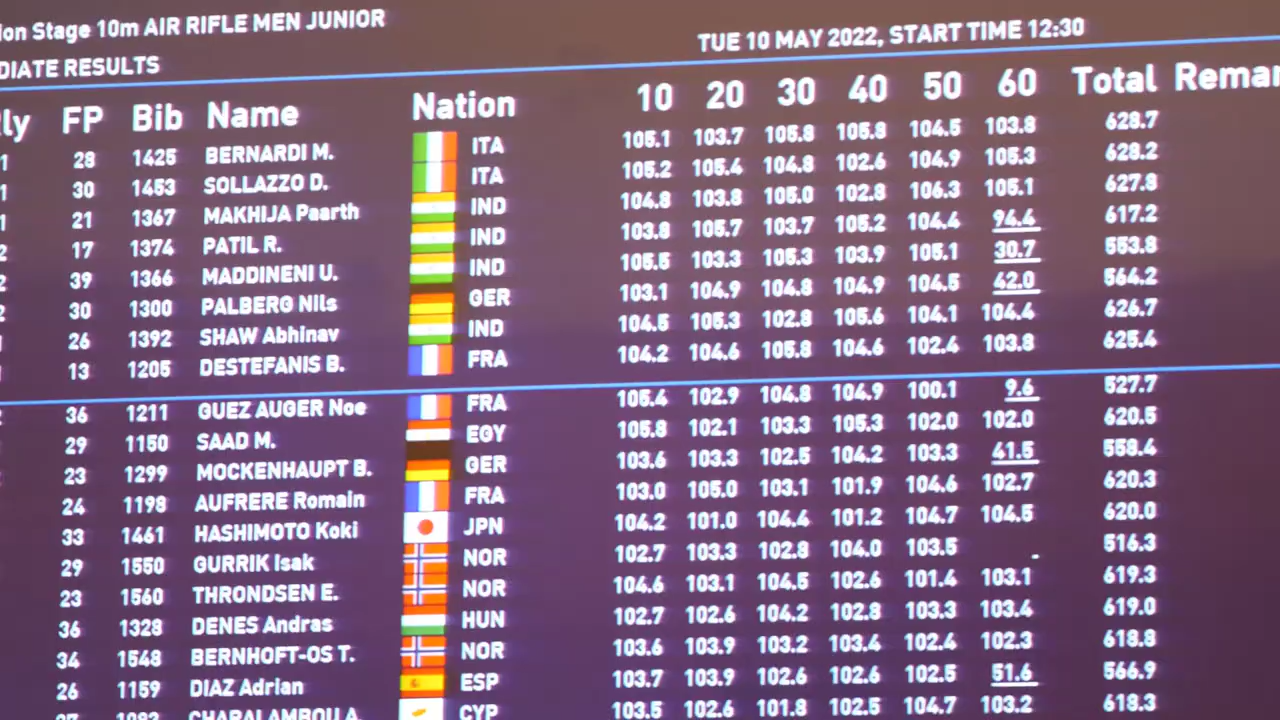 on Stage 10m AIR RIFLE MEN JUNIOR
TUE 10 MAY 2022, START TIME 12:30
DIATE RESULTS
ly FP Bib Name Nation 10 20 30 40 50 60 Total Remar
1 28 1425 BERNARDI M. ITA 105.1 103.7 105.8 105.8 104.5 103.8 628.7
1 30 1453 SOLLAZZO D. ITA 105.2 105.4 104.8 102.6 104.9 105.3 628.2
1 21 1367 MAKHIJA Paarth IND 104.8 103.8 105.0 102.8 106.3 105.1 627.8
2 17 1374 PATIL R. IND 103.8 105.7 103.7 105.2 104.4 94.4 617.2
2 39 1366 MADDINENI U. IND 105.5 103.3 105.3 103.9 105.1 30.7 553.8
2 30 1300 PALBERG Nils GER 103.1 104.9 104.8 104.9 104.5 42.0 564.2
26 1392 SHAW Abhinav IND 104.5 105.3 102.8 105.6 104.1 104.4 626.7
13 1205 DESTEFANIS B. FRA 104.2 104.6 105.8 104.6 102.4 103.8 625.4
36 1211 GUEZ AUGER Noe FRA 105.4 102.9 104.8 104.9 100.1 9.6 527.7
29 1150 SAAD M. EGY 105.8 102.1 103.3 105.3 102.0 102.0 620.5
23 1299 MOCKENHAUPT B. GER 103.6 103.3 102.5 104.2 103.3 41.5 558.4
24 1198 AUFRERE Romain FRA 103.0 105.0 103.1 101.9 104.6 102.7 620.3
33 1461 HASHIMOTO Koki JPN 104.2 101.0 104.4 101.2 104.7 104.5 620.0
29 1550 GURRIK Isak NOR 102.7 103.3 102.8 104.0 103.5 . 516.3
23 1560 THRONDSEN E. NOR 104.6 103.1 104.5 102.6 101.4 103.1 619.3
36 1328 DENES Andras HUN 102.7 102.6 104.2 102.8 103.3 103.4 619.0
34 1548 BERNHOFT-OS T. NOR 103.6 103.9 103.2 103.4 102.4 102.3 618.8
26 1159 DIAZ Adrian ESP 103.7 103.9 102.6 102.6 102.5 51.6 566.9
CHARALAMBOU A. CYP 103.5 102.6 101.8 102.5 104.7 103.2 618.3